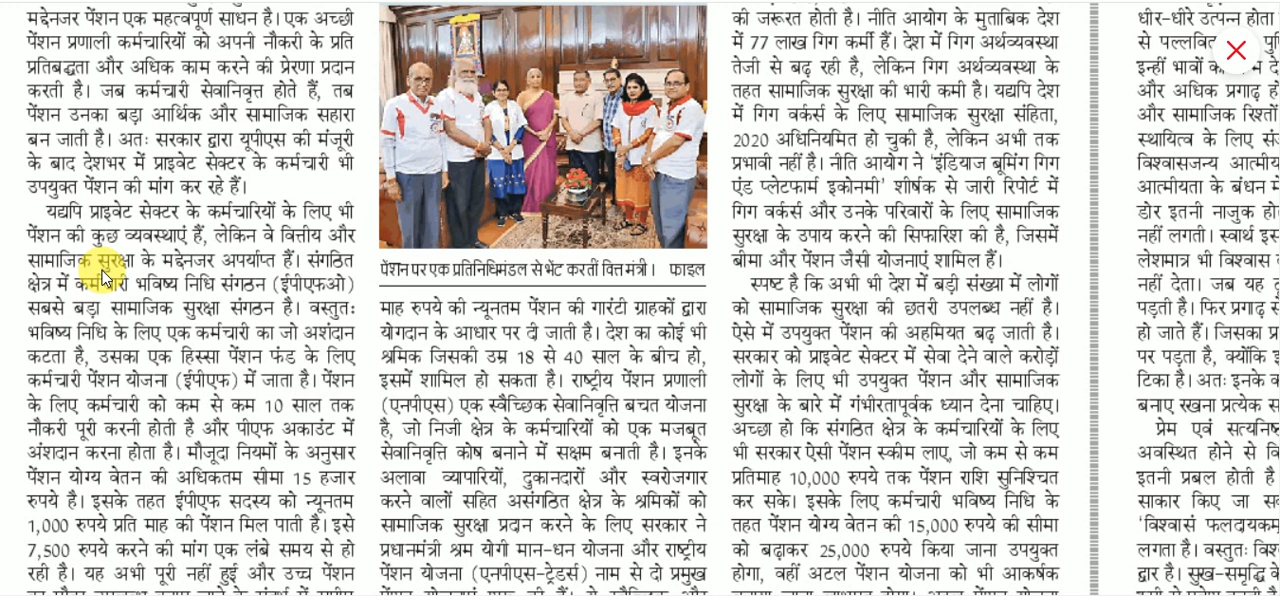 मद्देनजर पेंशन एक महत्वपूर्ण साधन है। एक अच्छी
पेंशन प्रणाली कर्मचारियों को अपनी नौकरी के प्रति
प्रतिबद्धता और अधिक काम करने की प्रेरणा प्रदान
करती है। जब कर्मचारी सेवानिवृत्त होते हैं, तब
पेंशन उनका बड़ा आर्थिक और सामाजिक सहारा
बन जाती है। अतः सरकार द्वारा यूपीएस की मंजूरी
के बाद देशभर में प्राइवेट सेक्टर के कर्मचारी भी
उपयुक्त पेंशन की मांग कर रहे हैं।
यद्यपि प्राइवेट सेक्टर के कर्मचारियों के लिए भी
पेंशन की कुछ व्यवस्थाएं हैं, लेकिन वे वित्तीय और
सामाजिक सुरक्षा के मद्देनजर अपर्याप्त हैं। संगठित
क्षेत्र में कर्मचारी भविष्य निधि संगठन (ईपीएफओ)
सबसे बड़ा सामाजिक सुरक्षा संगठन है। वस्तुतः
भविष्य निधि के लिए एक कर्मचारी का जो अशंदान
कटता है, उसका एक हिस्सा पेंशन फंड के लिए
कर्मचारी पेंशन योजना (ईपीएफ) में जाता है। पेंशन
के लिए कर्मचारी को कम से कम 10 साल तक
नौकरी पूरी करनी होती है और पीएफ अकाउंट में
अंशदान करना होता है। मौजूदा नियमों के अनुसार
पेंशन योग्य वेतन की अधिकतम सीमा 15 हजार
रुपये है। इसके तहत ईपीएफ सदस्य को न्यूनतम
1,000 रुपये प्रति माह की पेंशन मिल पाती है। इसे
7,500 रुपये करने की मांग एक लंबे समय से हो
रही है। यह अभी पूरी नहीं हुई और उच्च पेंशन
पेंशन पर एक प्रतिनिधिमंडल से भेंट करतीं वित्त मंत्री। फाइल
माह रुपये की न्यूनतम पेंशन की गारंटी ग्राहकों द्वारा
योगदान के आधार पर दी जाती है। देश का कोई भी
श्रमिक जिसकी उम्र 18 से 40 साल के बीच हो,
इसमें शामिल हो सकता है। राष्ट्रीय पेंशन प्रणाली
(एनपीएस) एक स्वैच्छिक सेवानिवृत्ति बचत योजना
है, जो निजी क्षेत्र के कर्मचारियों को एक मजबूत
सेवानिवृत्ति कोष बनाने में सक्षम बनाती है। इनके
अलावा व्यापारियों, दुकानदारों और स्वरोजगार
करने वालों सहित असंगठित क्षेत्र के श्रमिकों को
सामाजिक सुरक्षा प्रदान करने के लिए सरकार ने
प्रधानमंत्री श्रम योगी मान-धन योजना और राष्ट्रीय
पेंशन योजना (एनपीएस-ट्रेडर्स) नाम से दो प्रमुख
की जरूरत होती है। नीति आयोग के मुताबिक देश
में 77 लाख गिग कर्मी हैं। देश में गिग अर्थव्यवस्था
तेजी से बढ़ रही है, लेकिन गिग अर्थव्यवस्था के
तहत सामाजिक सुरक्षा की भारी कमी है। यद्यपि देश
में गिग वर्कर्स के लिए सामाजिक सुरक्षा संहिता,
2020 अधिनियमित हो चुकी है, लेकिन अभी तक
प्रभावी नहीं है। नीति आयोग ने 'इंडियाज बूमिंग गिग
एंड प्लेटफार्म इकोनमी' शीर्षक से जारी रिपोर्ट में
गिग वर्कर्स और उनके परिवारों के लिए सामाजिक
सुरक्षा के उपाय करने की सिफारिश की है, जिसमें
बीमा और पेंशन जैसी योजनाएं शामिल हैं।
स्पष्ट है कि अभी भी देश में बड़ी संख्या में लोगों
को सामाजिक सुरक्षा की छतरी उपलब्ध नहीं है।
ऐसे में उपयुक्त पेंशन की अहमियत बढ़ जाती है।
सरकार को प्राइवेट सेक्टर में सेवा देने वाले करोड़ों
लोगों के लिए भी उपयुक्त पेंशन और सामाजिक
सुरक्षा के बारे में गंभीरतापूर्वक ध्यान देना चाहिए।
अच्छा हो कि संगठित क्षेत्र के कर्मचारियों के लिए
भी सरकार ऐसी पेंशन स्कीम लाए, जो कम से कम
प्रतिमाह 10,000 रुपये तक पेंशन राशि सुनिश्चित
कर सके। इसके लिए कर्मचारी भविष्य निधि के
तहत पेंशन योग्य वेतन की 15,000 रुपये की सीमा
को बढ़ाकर 25,000 रुपये किया जाना उपयुक्त
होगा, वहीं अटल पेंशन योजना को भी आकर्षक
धीरे-धीरे उत्पन्न होता
से
इन्हीं भावों
और अधिक प्रगाढ़
और सामाजिक
स्थायित्व के लिए
विश्वासजन्य
आत्मीयता के बंधन
डोर इतनी नाजुक
नहीं लगती। स्वार्थ
लेशमात्र भी विश्वास
नहीं देता। जब यह
पड़ती है। फिर प्रगाढ़
हो जाते हैं। जिसका
पर पड़ता है, क्योंकि
टिका है। अतः इनके
बनाए रखना प्रत्येक
प्रेम एवं
अवस्थित होने से
इतनी प्रबल होती है
साकार किए जा
'विश्वासं
लगता है। वस्तुतः
द्वार है। सुख-समृद्धि